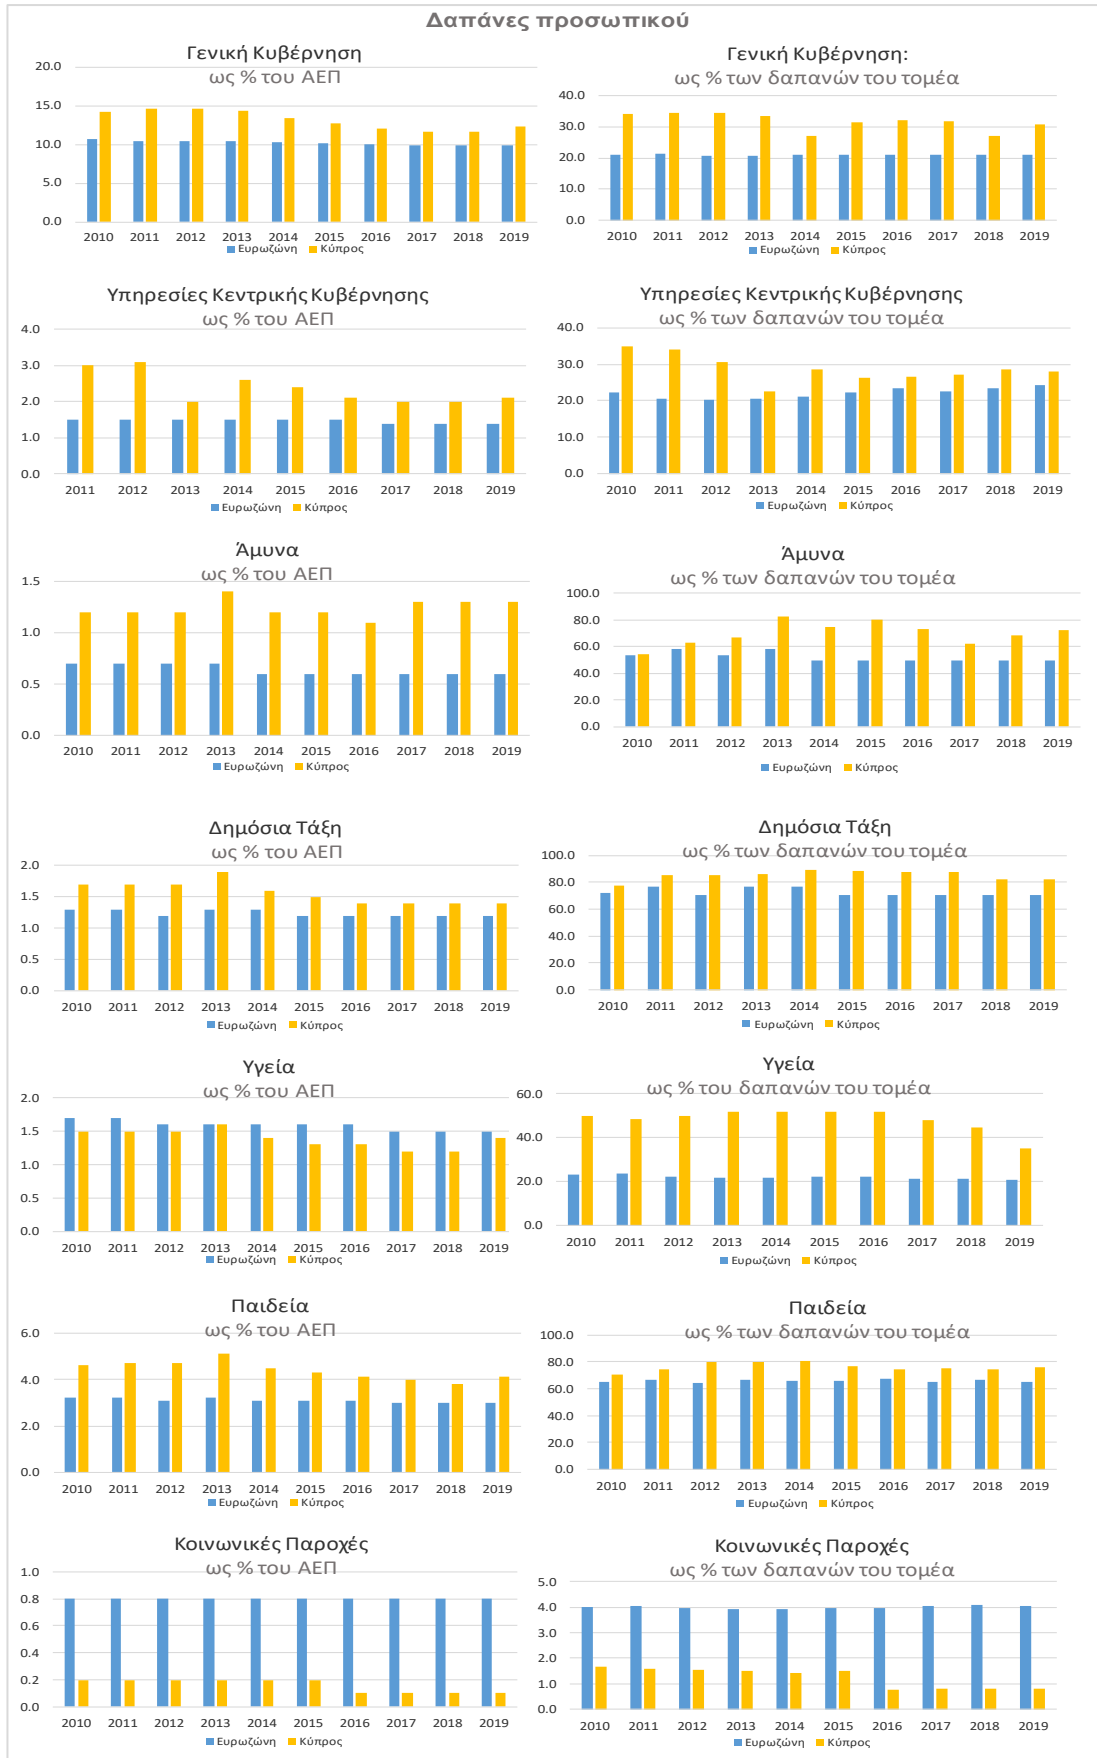 Δαπάνες προσωπικού
Γενική Κυβέρνηση
ως % του ΑΕΠ
20.0
15.0
10.0
5.0
0.0
2010 2011 2012 2013 2014 2015 2016 2017 2018 2019
Ευρωζώνη Κύπρος
Γενική Κυβέρνηση:
ως % των δαπανών του τομέα
40.0
30.0
20.0
10.0
0.0
2010 2011 2012 2013 2014 2015 2016 2017 2018 2019
Ευρωζώνη Κύπρος
Υπηρεσίες Κεντρικής Κυβέρνησης
ως % του ΑΕΠ
4.0
3.0
2.0
1.0
0.0
2011 2012 2013 2014 2015 2016 2017 2018 2019
Ευρωζώνη Κύπρος
Υπηρεσίες Κεντρικής Κυβέρνησης
ως % των δαπανών του τομέα
40.0
30.0
20.0
10.0
0.0
2010 2011 2012 2013 2014 2015 2016 2017 2018 2019
Ευρωζώνη Κύπρος
Άμυνα
ως % του ΑΕΠ
1.5
1.0
0.5
0.0
2010 2011 2012 2013 2014 2015 2016 2017 2018 2019
Ευρωζώνη Κύπρος
Άμυνα
ως % των δαπανών του τομέα
100.0
80.0
60.0
40.0
20.0
0.0
2010 2011 2012 2013 2014 2015 2016 2017 2018 2019
Ευρωζώνη Κύπρος
Δημόσια Τάξη
ως % του ΑΕΠ
2.0
1.5
1.0
0.5
0.0
2010 2011 2012 2013 2014 2015 2016 2017 2018 2019
Ευρωζώνη Κύπρος
Δημόσια Τάξη
ως % των δαπανών του τομέα
100.0
80.0
60.0
40.0
20.0
0.0
2010 2011 2012 2013 2014 2015 2016 2017 2018 2019
Ευρωζώνη Κύπρος
Υγεία
ως % του ΑΕΠ
2.0
1.5
1.0
0.5
0.0
2010 2011 2012 2013 2014 2015 2016 2017 2018 2019
Ευρωζώνη Κύπρος
Υγεία
ως % του δαπανών του τομέα
60.0
40.0
20.0
0.0
2010 2011 2012 2013 2014 2015 2016 2017 2018 2019
Ευρωζώνη Κύπρος
Παιδεία
ως % του ΑΕΠ
6.0
4.0
2.0
0.0
2010 2011 2012 2013 2014 2015 2016 2017 2018 2019
Ευρωζώνη Κύπρος
Παιδεία
ως % των δαπανών του τομέα
100.0
80.0
60.0
40.0
20.0
0.0
2010 2011 2012 2013 2014 2015 2016 2017 2018 2019
Ευρωζώνη Κύπρος
Κοινωνικές Παροχές
ως % του ΑΕΠ
1.0
0.8
0.6
0.4
0.2
0.0
2010 2011 2012 2013 2014 2015 2016 2017 2018 2019
Ευρωζώνη Κύπρος
Κοινωνικές Παροχές
ως % των δαπανών του τομέα
5.0
4.0
3.0
2.0
1.0
0.0
2010 2011 2012 2013 2014 2015 2016 2017 2018 2019
Ευρωζώνη Κύπρος